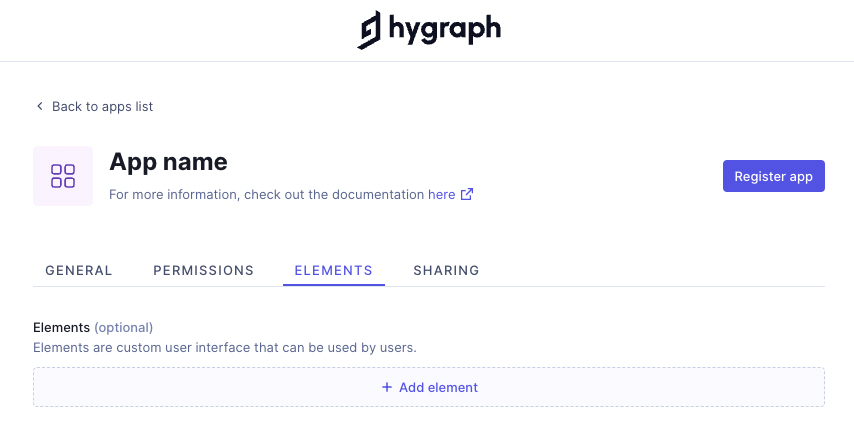 hygraph
Back to apps list
App name
Register app
For more information, check out the documentation here
GENERAL PERMISSIONS ELEMENTS SHARING
Elements (optional)
Elements are custom user interface that can be used by users.
+ Add element